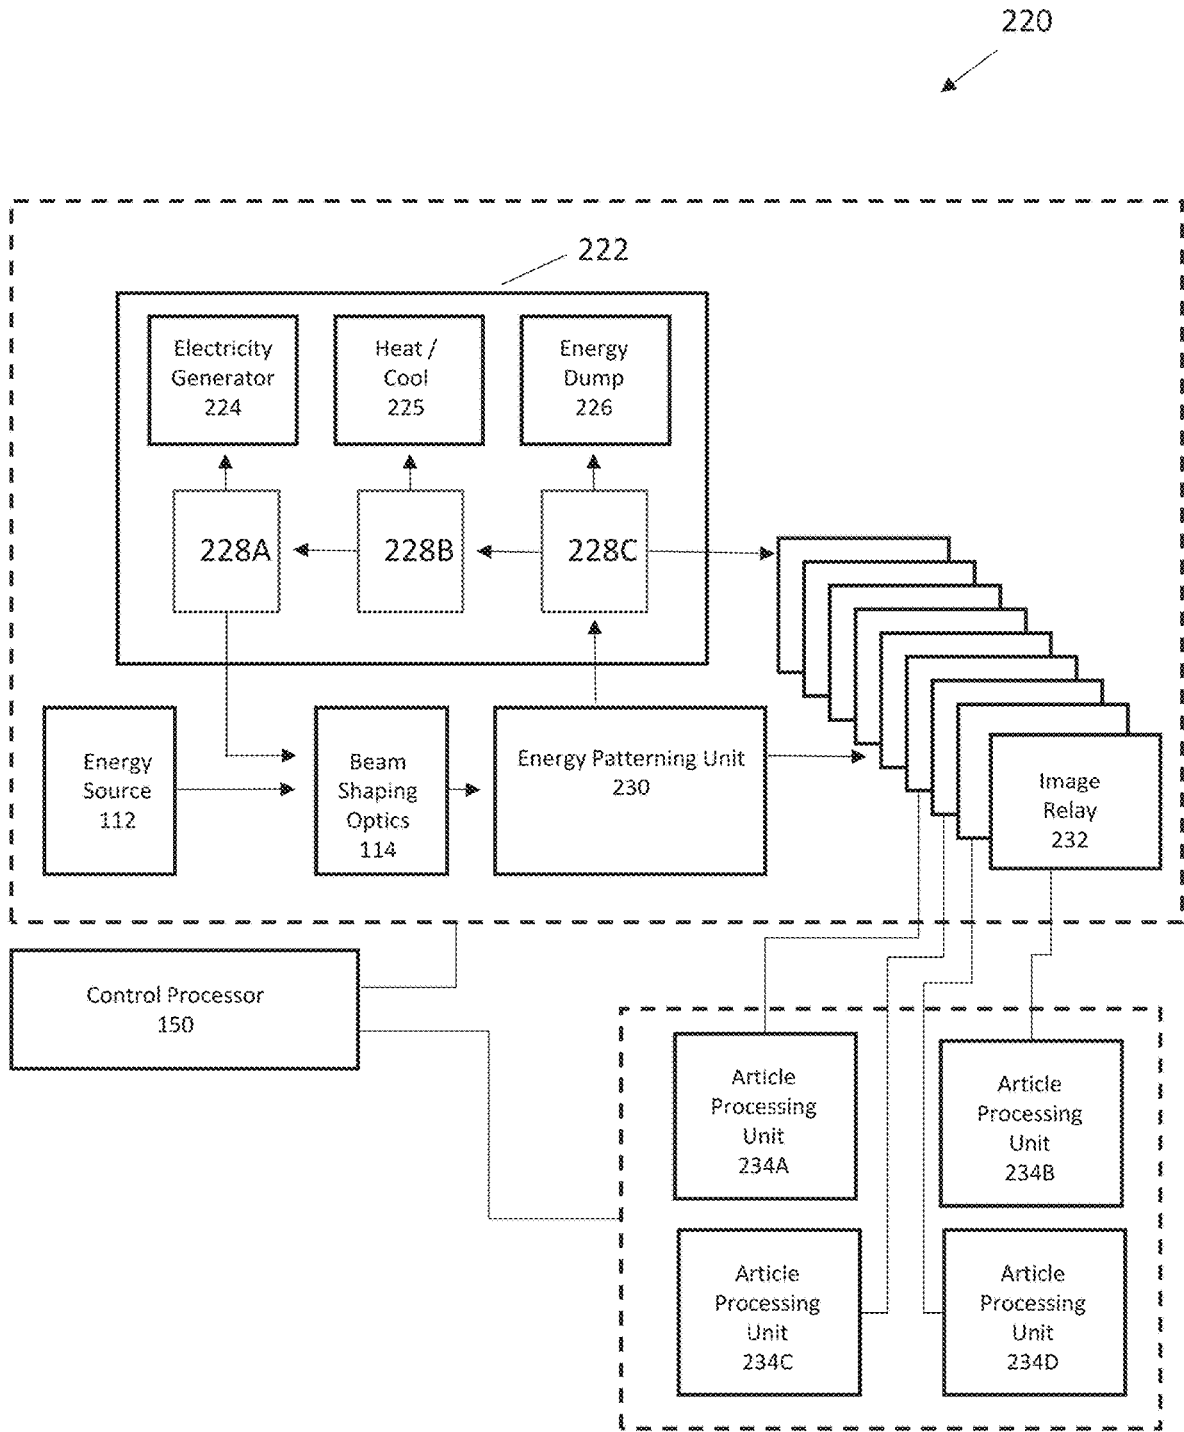 220
222
Electricity
Generator
224
Heat /
Cool
225
Energy
Dump
226
228A
228B
228C
Energy
Source
112
Beam
Shaping
Optics
114
Energy Patterning Unit
230
Image
Relay
232
Control Processor
150
Article
Processing
Unit
234A
Article
Processing
Unit
234B
Article
Processing
Unit
234C
Article
Processing
Unit
234D